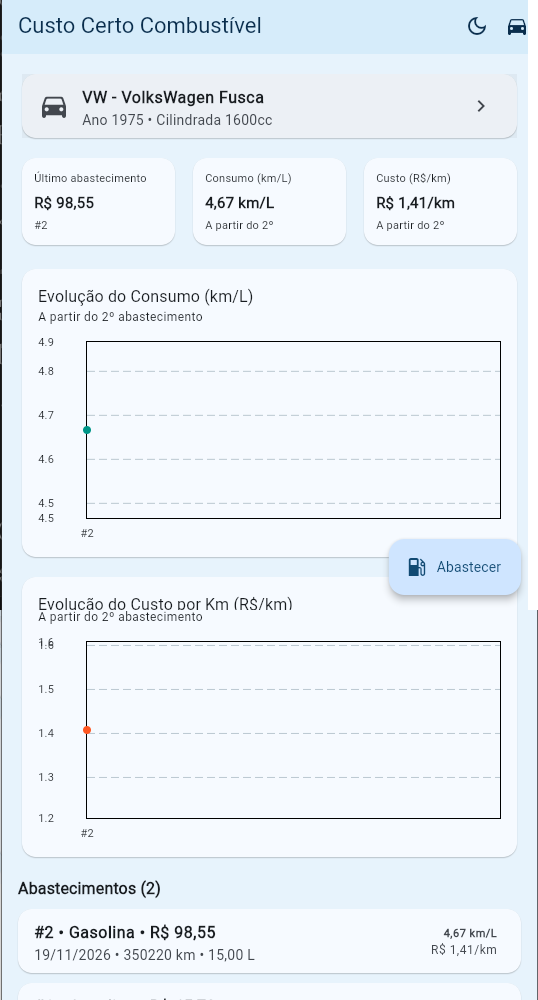 Custo Certo Combustível
VW - VolksWagen Fusca
Ano 1975 • Cilindrada 1600cc
Último abastecimento
R$ 98,55
#2
Consumo (km/L)
4,67 km/L
A partir do 2º
Custo (R$/km)
R$ 1,41/km
A partir do 2º
Evolução do Consumo (km/L)
A partir do 2º abastecimento
4.9
4.8
4.7
4.6
4.5
4.5
#2
Abastecer
Evolução do Custo por Km (R$/km)
A partir do 2º abastecimento
1.6
1.6
1.5
1.4
1.3
1.2
#2
Abastecimentos (2)
#2 • Gasolina • R$ 98,55
4,67 km/L
19/11/2026 • 350220 km • 15,00 L
R$ 1,41/km